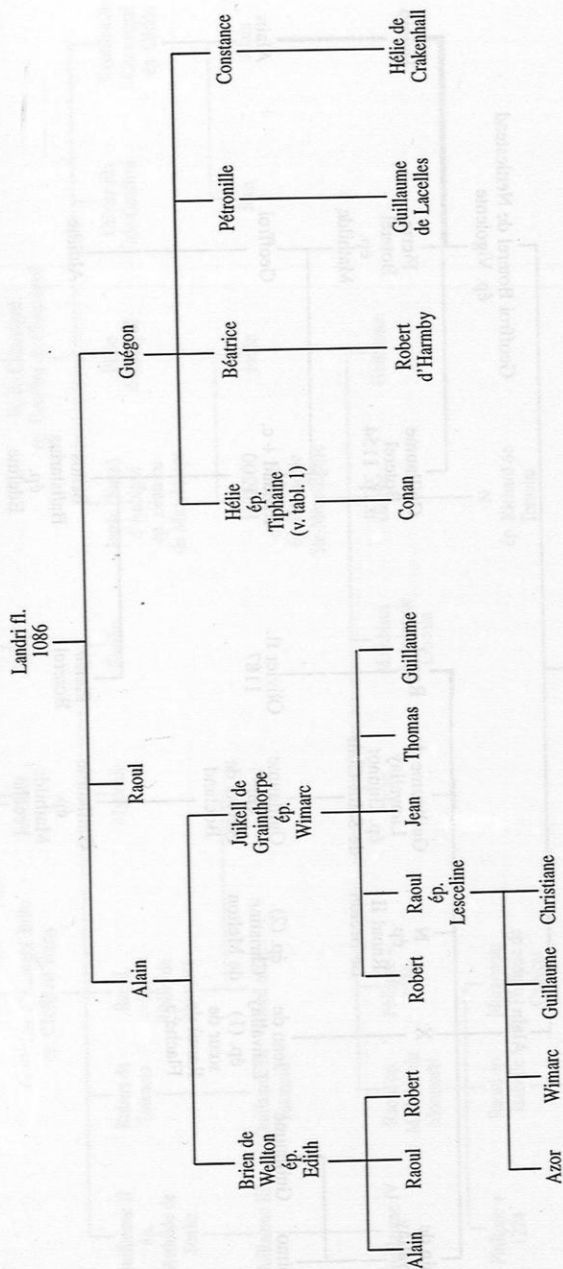 Landri fl.
1086
Alain
Raoul
Guégon
Brien de
Wellton
ép.
Edith
Juikell de
Grainthorpe
ép.
Wimarc
Hélie
ép.
Tiphaine
(v. tabl. 1)
Béatrice
Pétronille
Constance
Alain
Raoul
Robert
Robert
Raoul
ép.
Lesceline
Jean
Thomas
Guillaume
Conan
Robert
d'Harmby
Guillaume
de Lacelles
Hélie de
Crakenhall
Azor
Wimarc
Guillaume
Christiane